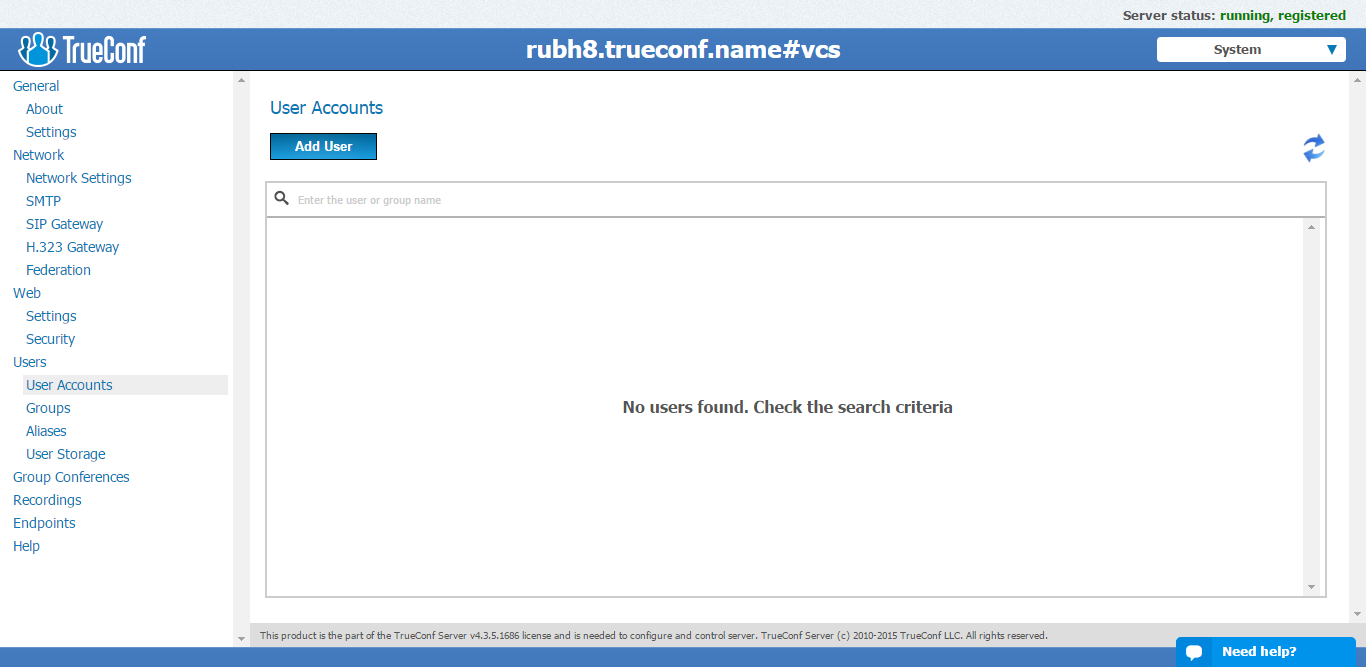 Server status: running, registered
TrueConf
rubh8.trueconf.name#vcs
System
General
About
Settings
Network
Network Settings
SMTP
SIP Gateway
H.323 Gateway
Federation
Web
Settings
Security
Users
User Accounts
Groups
Aliases
User Storage
Group Conferences
Recordings
Endpoints
Help
User Accounts
Add User
Enter the user or group name
No users found. Check the search criteria
This product is the part of the TrueConf Server v4.3.5.1686 license and is needed to configure and control server. TrueConf Server (c) 2010-2015 TrueConf LLC. All rights reserved.
Need help?